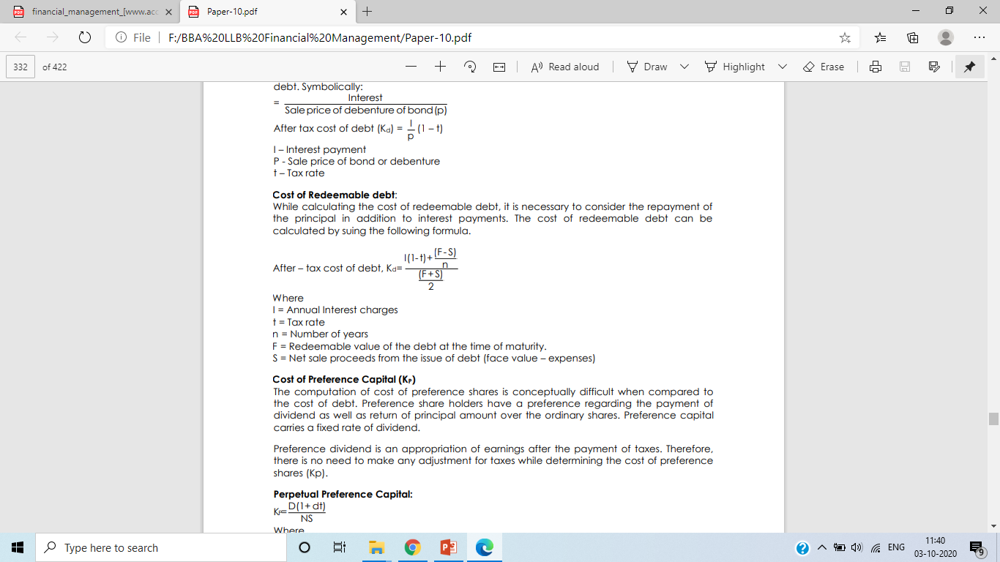 financial_management_[www.acc
Paper-10.pdf
File F:/BBA%20LLB%20Financial%20Management/Paper-10.pdf
332 of 422 Read aloud Draw Highlight Erase
debt. Symbolically:
= Interest
Sale price of debenture of bond (p)
After tax cost of debt (Kd) = I/p (1 – t)
I – Interest payment
P - Sale price of bond or debenture
t – Tax rate
Cost of Redeemable debt:
While calculating the cost of redeemable debt, it is necessary to consider the repayment of
the principal in addition to interest payments. The cost of redeemable debt can be
calculated by suing the following formula.
I(1-t)+(F-S)
n
After – tax cost of debt, Kd=
(F+S)
2
Where
I = Annual Interest charges
t = Tax rate
n = Number of years
F = Redeemable value of the debt at the time of maturity.
S = Net sale proceeds from the issue of debt (face value – expenses)
Cost of Preference Capital (KP)
The computation of cost of preference shares is conceptually difficult when compared to
the cost of debt. Preference share holders have a preference regarding the payment of
dividend as well as return of principal amount over the ordinary shares. Preference capital
carries a fixed rate of dividend.
Preference dividend is an appropriation of earnings after the payment of taxes. Therefore,
there is no need to make any adjustment for taxes while determining the cost of preference
shares (Kp).
Perpetual Preference Capital:
KP= D(1+dt)
NS
Where
Type here to search
ENG
11:40
03-10-2020
9